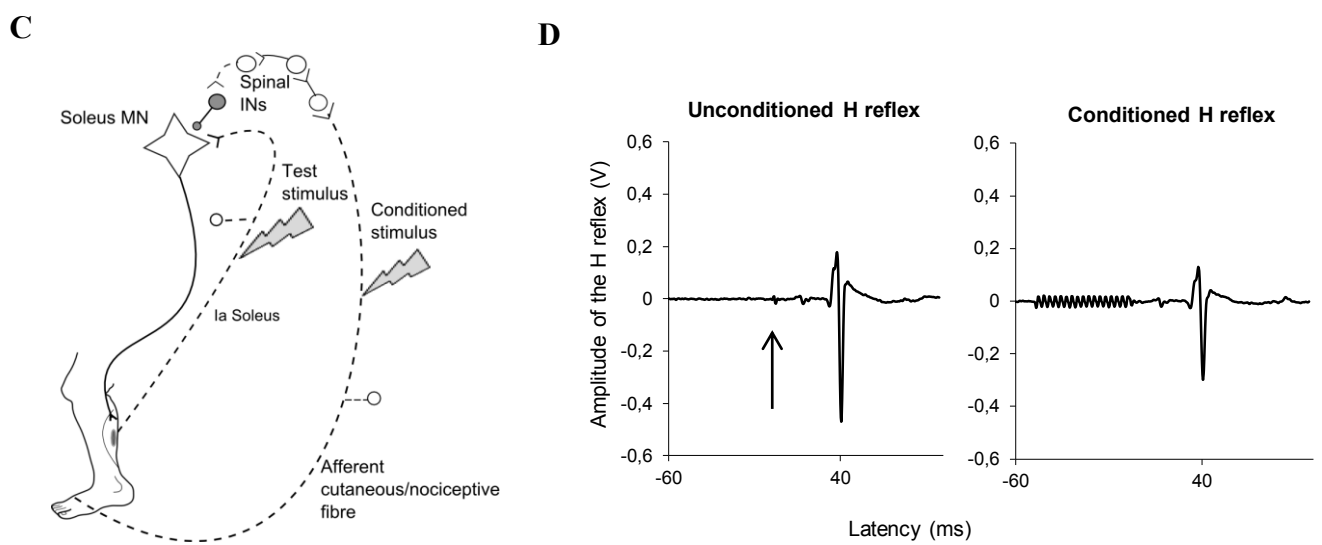 C
Spinal
INs
Soleus MN
Test
stimulus
Conditioned
stimulus
Ia Soleus
Afferent
cutaneous/nociceptive
fibre
D
Unconditioned H reflex
Conditioned H reflex
Amplitude of the H reflex (V)
0,6
0,4
0,2
0
-0,2
-0,4
-0,6
-60
40
0,6
0,4
0,2
0
-0,2
-0,4
-0,6
-60
40
Latency (ms)